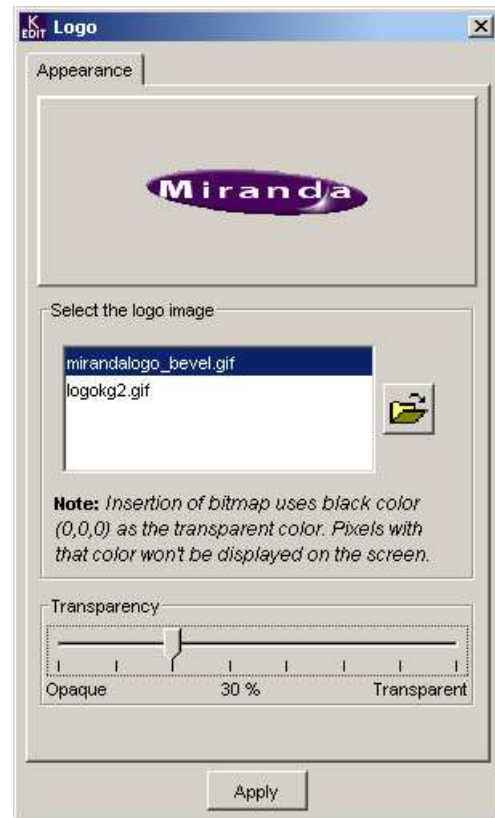 K EDIT Logo
Appearance
Miranda
Select the logo image
mirandalogo_bevel.gif
logokg2.gif
Note: Insertion of bitmap uses black color
(0,0,0) as the transparent color. Pixels with
that color won't be displayed on the screen.
Transparency
Opaque 30 % Transparent
Apply